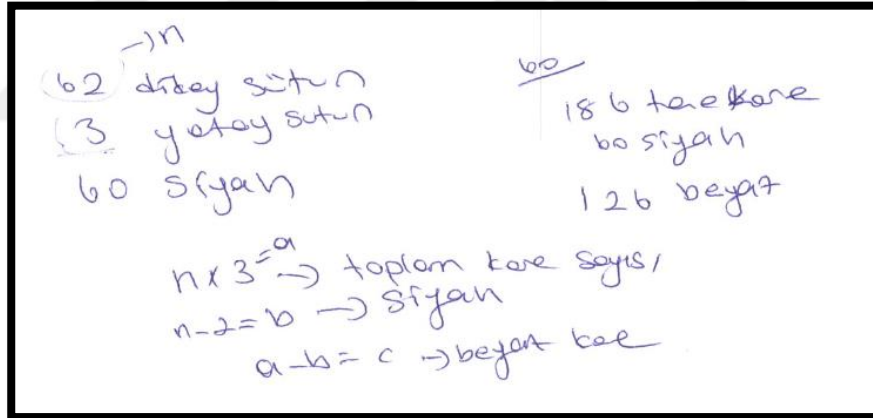 →n
62 dikey sütun
3 yatay sutun
60 siyah
60
186 tane kare
60 siyah
126 beyaz
n x 3 = a → toplam kare sayısı
n-2 = b → siyah
a-b = c → beyaz kare